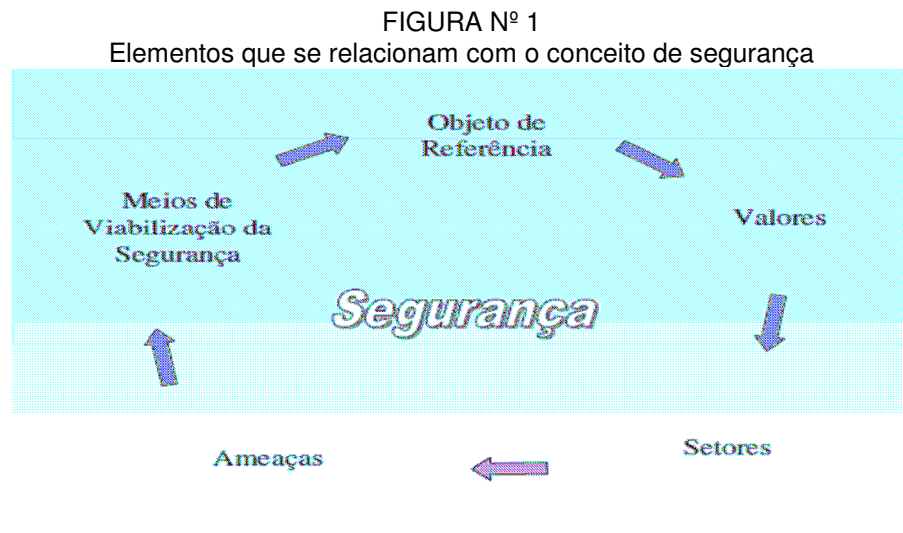 FIGURA Nº 1
Elementos que se relacionam com o conceito de segurança
Objeto de
Referência
Meios de
Viabilização da
Segurança
Valores
Segurança
Ameaças
Setores